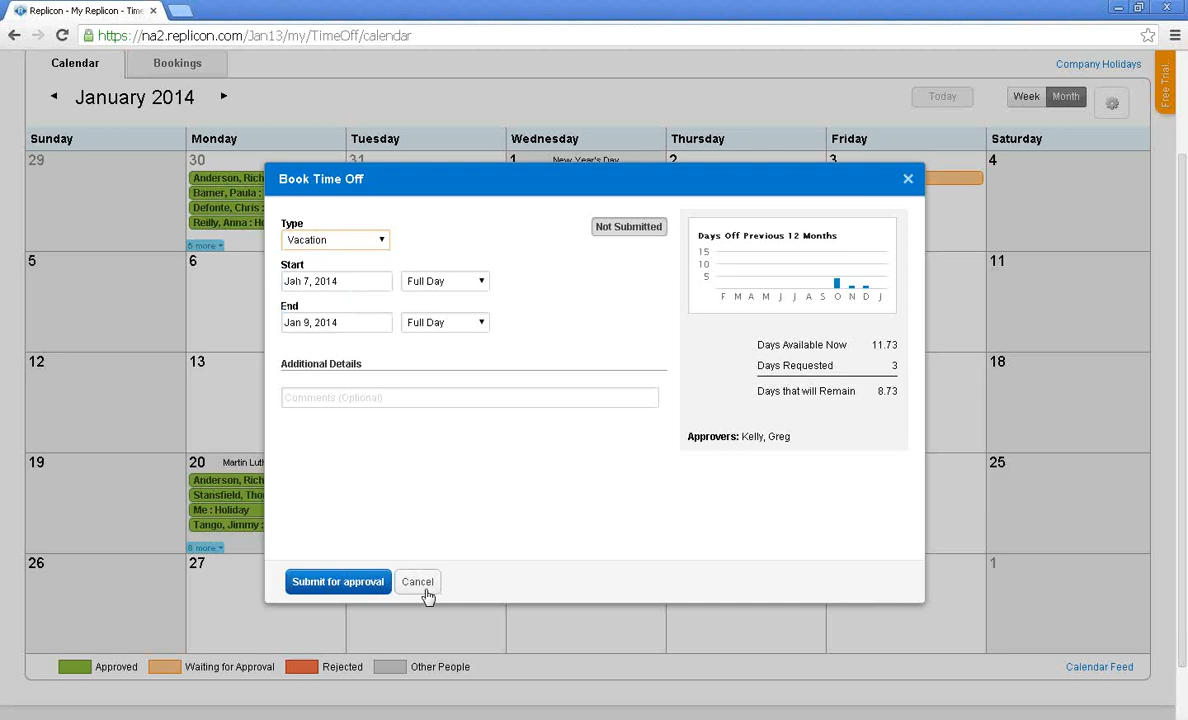 Replicon - My Replicon - Time
https://na2.replicon.com/Jan13/my/TimeOff/calendar
Calendar
Bookings
Company Holidays
Free Trial
January 2014
Today
Week
Month
Sunday
Monday
Tuesday
Wednesday
Thursday
Friday
Saturday
29
30
31
1 New Year's Day
2
3
4
Anderson, Rich
Barner, Paula :
Defonte, Chris :
Reilly, Anna : Ho
5 more
Book Time Off
Type
Vacation
Not Submitted
Start
Jan 7, 2014
Full Day
End
Jan 9, 2014
Full Day
Additional Details
Comments (Optional)
Days Off Previous 12 Months
15
10
5
F M A M J J A S O N D J
Days Available Now 11.73
Days Requested 3
Days that will Remain 8.73
Approvers: Kelly, Greg
Submit for approval
Cancel
5
6
11
12
13
18
19
20 Martin Luth
Anderson, Rich
Stansfield, Tho
Me : Holiday
Tango, Jimmy :
8 more
25
26
27
1
Approved
Waiting for Approval
Rejected
Other People
Calendar Feed